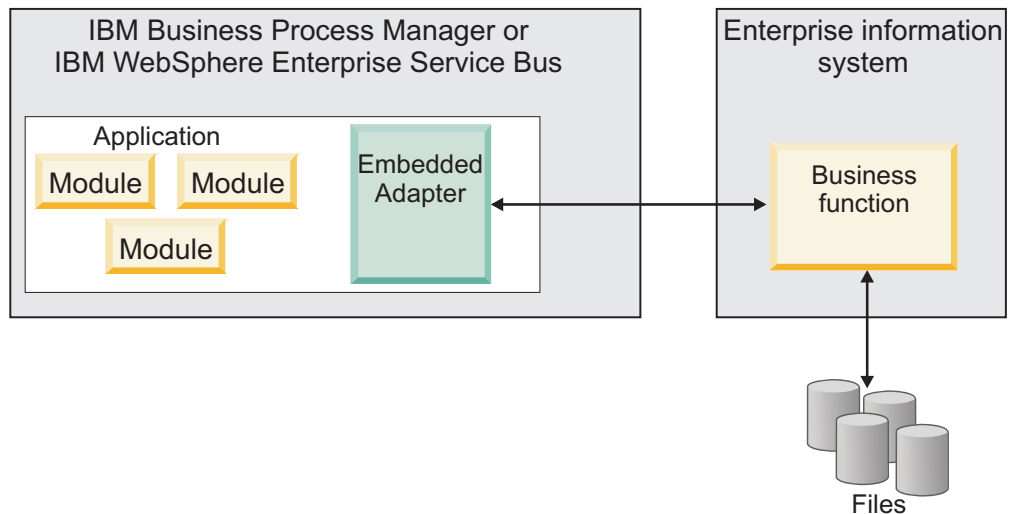 IBM Business Process Manager or
IBM WebSphere Enterprise Service Bus
Application
Module
Module
Module
Embedded
Adapter
Enterprise information
system
Business
function
Files